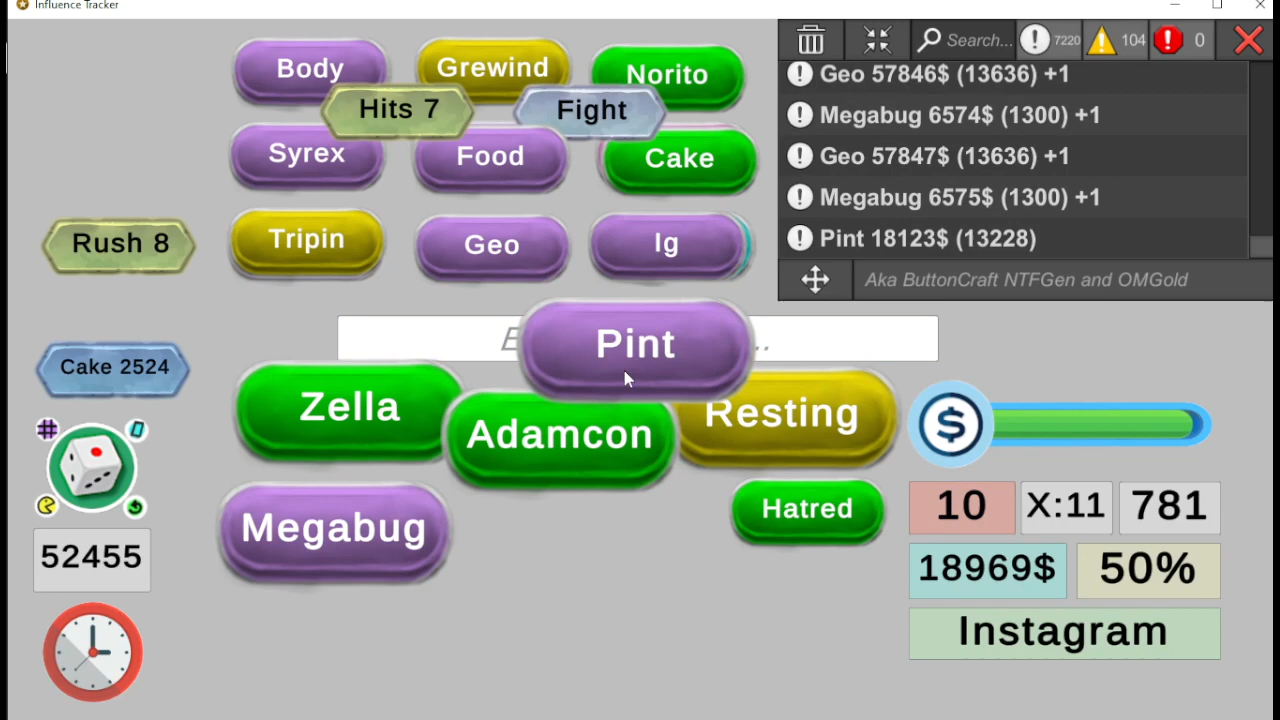 Influence Tracker
Body
Grewind
Norito
Hits 7
Fight
Syrex
Food
Cake
Rush 8
Tripin
Geo
Ig
Search...
7220
104
0
Geo 57846$ (13636) +1
Megabug 6574$ (1300) +1
Geo 57847$ (13636) +1
Megabug 6575$ (1300) +1
Pint 18123$ (13228)
Aka ButtonCraft NTFGen and OMGold
Pint
Cake 2524
Zella
Adamcon
Resting
Megabug
Hatred
52455
$
10
X:11
781
18969$
50%
Instagram